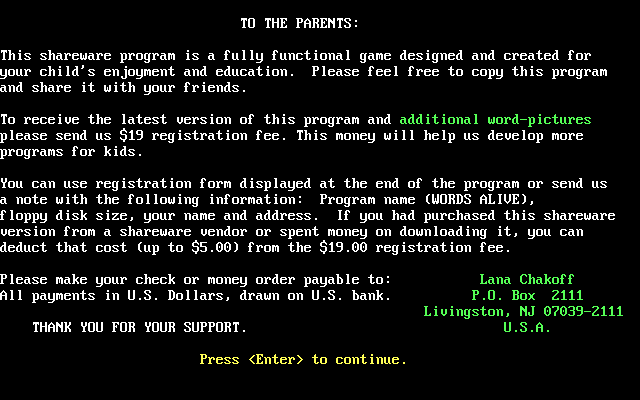 TO THE PARENTS:
This shareware program is a fully functional game designed and created for
your child's enjoyment and education.  Please feel free to copy this program
and share it with your friends.
To receive the latest version of this program and additional word-pictures
please send us $19 registration fee. This money will help us develop more
programs for kids.
You can use registration form displayed at the end of the program or send us
a note with the following information:  Program name (WORDS ALIVE),
floppy disk size, your name and address.  If you had purchased this shareware
version from a shareware vendor or spent money on downloading it, you can
deduct that cost (up to $5.00) from the $19.00 registration fee.
Please make your check or money order payable to: Lana Chakoff
All payments in U.S. Dollars, drawn on U.S. bank. P.O. Box  2111
Livingston, NJ 07039-2111
THANK YOU FOR YOUR SUPPORT. U.S.A.
Press <Enter> to continue.